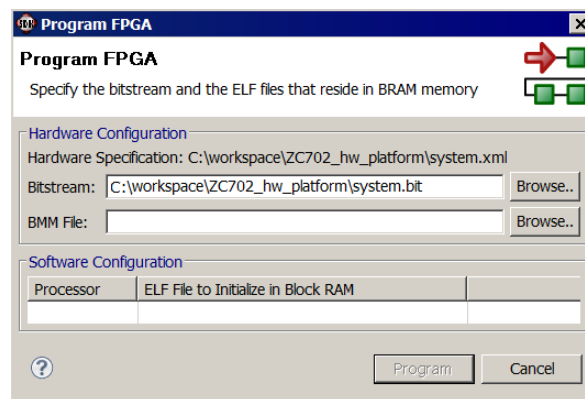 SDK Program FPGA
Program FPGA
Specify the bitstream and the ELF files that reside in BRAM memory
Hardware Configuration
Hardware Specification: C:\workspace\ZC702_hw_platform\system.xml
Bitstream: C:\workspace\ZC702_hw_platform\system.bit Browse..
BMM File: Browse..
Software Configuration
Processor ELF File to Initialize in Block RAM
? Program Cancel